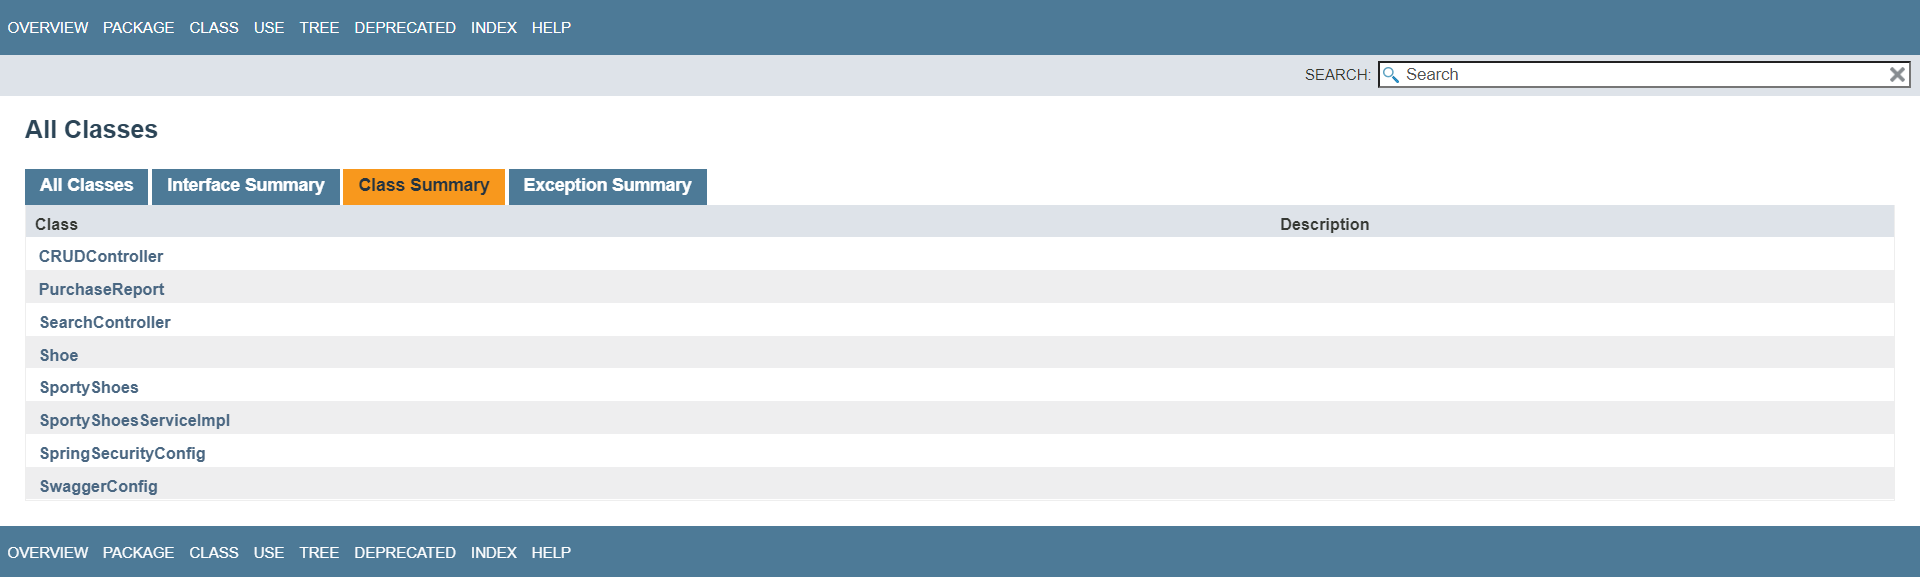 OVERVIEW PACKAGE CLASS USE TREE DEPRECATED INDEX HELP
SEARCH: Search
All Classes
All Classes Interface Summary Class Summary Exception Summary
Class Description
CRUDController
PurchaseReport
SearchController
Shoe
SportyShoes
SportyShoesServiceImpl
SpringSecurityConfig
SwaggerConfig
OVERVIEW PACKAGE CLASS USE TREE DEPRECATED INDEX HELP